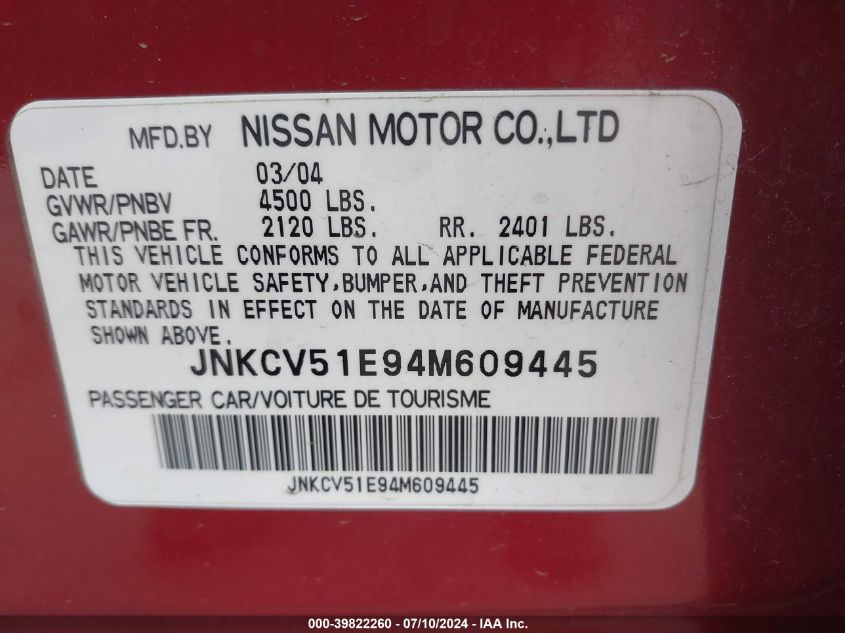 MFD.BY NISSAN MOTOR CO.,LTD
DATE 03/04
GVWR/PNBV 4500 LBS.
GAWR/PNBE FR. 2120 LBS. RR. 2401 LBS.
THIS VEHICLE CONFORMS TO ALL APPLICABLE FEDERAL
MOTOR VEHICLE SAFETY,BUMPER,AND THEFT PREVENTION
STANDARDS IN EFFECT ON THE DATE OF MANUFACTURE
SHOWN ABOVE.
JNKCV51E94M609445
PASSENGER CAR/VOITURE DE TOURISME
JNKCV51E94M609445
000-39822260 - 07/10/2024 - IAA Inc.